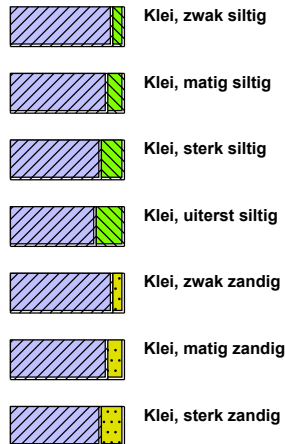 Klei, zwak siltig
Klei, matig siltig
Klei, sterk siltig
Klei, uiterst siltig
Klei, zwak zandig
Klei, matig zandig
Klei, sterk zandig